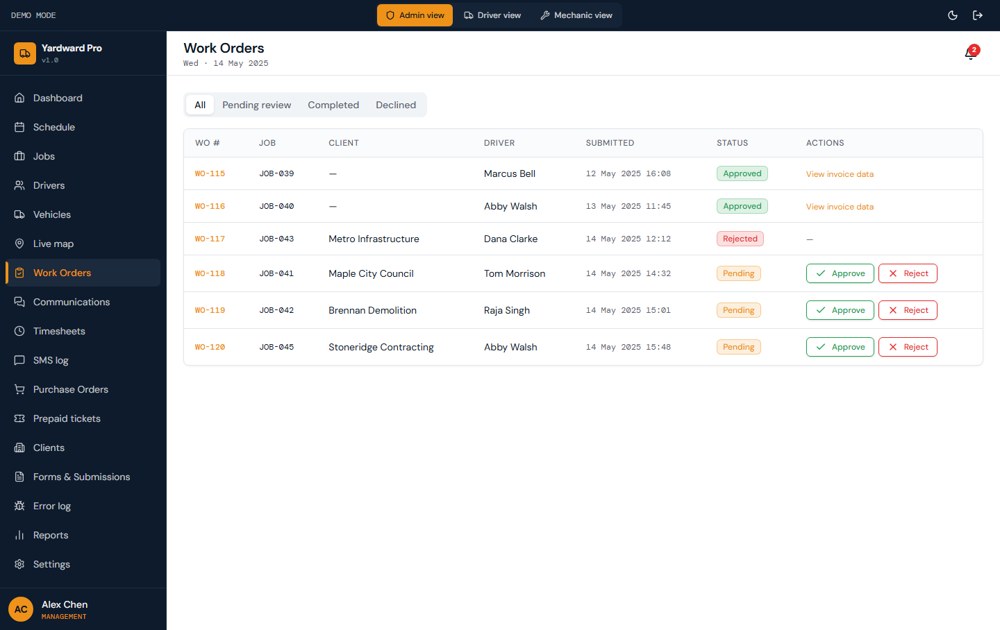 DEMO MODE
Admin view
Driver view
Mechanic view
Yardward Pro
v1.0
Dashboard
Schedule
Jobs
Drivers
Vehicles
Live map
Work Orders
Communications
Timesheets
SMS log
Purchase Orders
Prepaid tickets
Clients
Forms & Submissions
Error log
Reports
Settings
AC
Alex Chen
MANAGEMENT
Work Orders
Wed · 14 May 2025
2
All Pending review Completed Declined
WO # JOB CLIENT DRIVER SUBMITTED STATUS ACTIONS
WO-115 JOB-039 — Marcus Bell 12 May 2025 16:08 Approved View invoice data
WO-116 JOB-040 — Abby Walsh 13 May 2025 11:45 Approved View invoice data
WO-117 JOB-043 Metro Infrastructure Dana Clarke 14 May 2025 12:12 Rejected —
WO-118 JOB-041 Maple City Council Tom Morrison 14 May 2025 14:32 Pending Approve Reject
WO-119 JOB-042 Brennan Demolition Raja Singh 14 May 2025 15:01 Pending Approve Reject
WO-120 JOB-045 Stoneridge Contracting Abby Walsh 14 May 2025 15:48 Pending Approve Reject